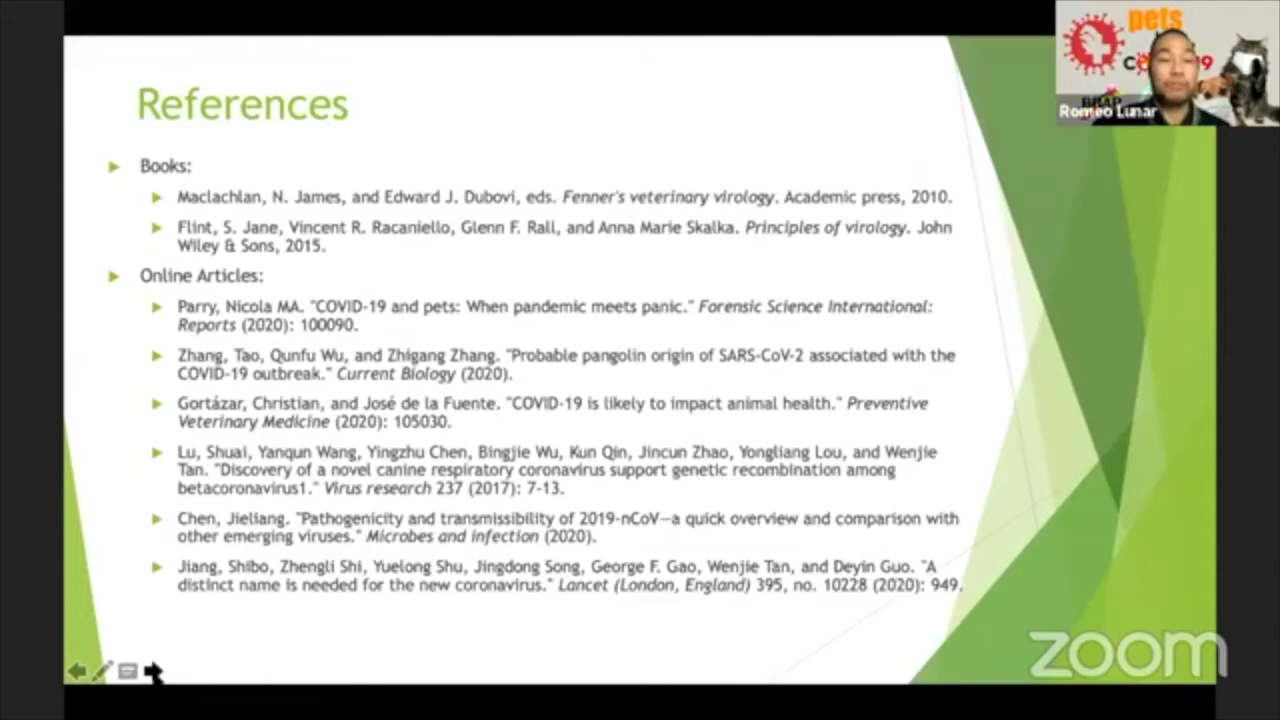 References
Books:
Maclachlan, N. James, and Edward J. Dubovi, eds. Fenner's veterinary virology. Academic press, 2010.
Flint, S. Jane, Vincent R. Racaniello, Glenn F. Rall, and Anna Marie Skalka. Principles of virology. John
Wiley & Sons, 2015.
Online Articles:
Parry, Nicola MA. "COVID-19 and pets: When pandemic meets panic." Forensic Science International:
Reports (2020): 100090.
Zhang, Tao, Qunfu Wu, and Zhigang Zhang. "Probable pangolin origin of SARS-CoV-2 associated with the
COVID-19 outbreak." Current Biology (2020).
Gortázar, Christian, and José de la Fuente. "COVID-19 is likely to impact animal health." Preventive
Veterinary Medicine (2020): 105030.
Lu, Shuai, Yanqun Wang, Yingzhu Chen, Bingjie Wu, Kun Qin, Jincun Zhao, Yongliang Lou, and Wenjie
Tan. "Discovery of a novel canine respiratory coronavirus support genetic recombination among
betacoronavirus1." Virus research 237 (2017): 7-13.
Chen, Jieliang. "Pathogenicity and transmissibility of 2019-nCoV—a quick overview and comparison with
other emerging viruses." Microbes and infection (2020).
Jiang, Shibo, Zhengli Shi, Yuelong Shu, Jingdong Song, George F. Gao, Wenjie Tan, and Deyin Guo. "A
distinct name is needed for the new coronavirus." Lancet (London, England) 395, no. 10228 (2020): 949.
pets
Romeo Lunar
zoom